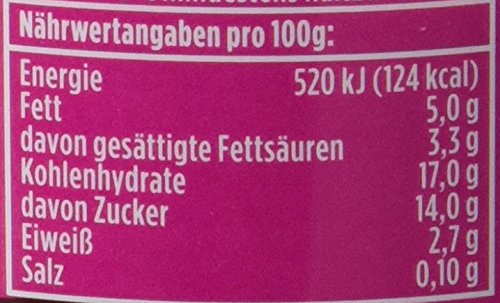 Nährwertangaben pro 100g:
Energie 520 kJ (124 kcal)
Fett 5,0 g
davon gesättigte Fettsäuren 3,3 g
Kohlenhydrate 17,0 g
davon Zucker 14,0 g
Eiweiß 2,7 g
Salz 0,10 g